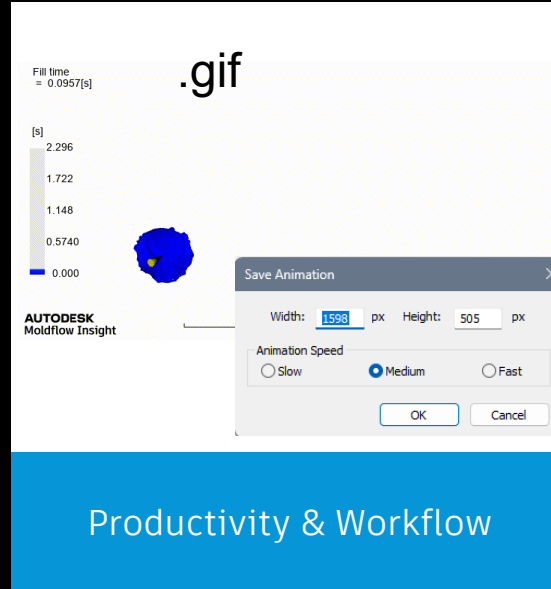 .gif
Fill time
= 0.0957[s]
[s]
2.296
1.722
1.148
0.5740
0.000
AUTODESK
Moldflow Insight
Save Animation
Width: 1598 px Height: 505 px
Animation Speed
Slow Medium Fast
OK Cancel
Productivity & Workflow